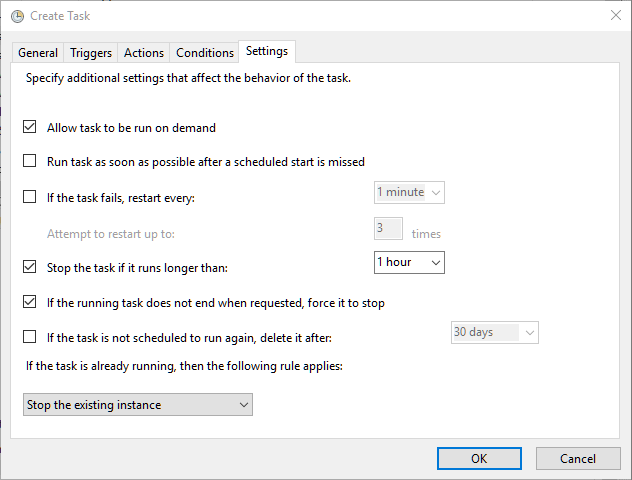 Create Task
General Triggers Actions Conditions Settings
Specify additional settings that affect the behavior of the task.
Allow task to be run on demand
Run task as soon as possible after a scheduled start is missed
If the task fails, restart every: 1 minute
Attempt to restart up to: 3 times
Stop the task if it runs longer than: 1 hour
If the running task does not end when requested, force it to stop
If the task is not scheduled to run again, delete it after: 30 days
If the task is already running, then the following rule applies:
Stop the existing instance
OK Cancel